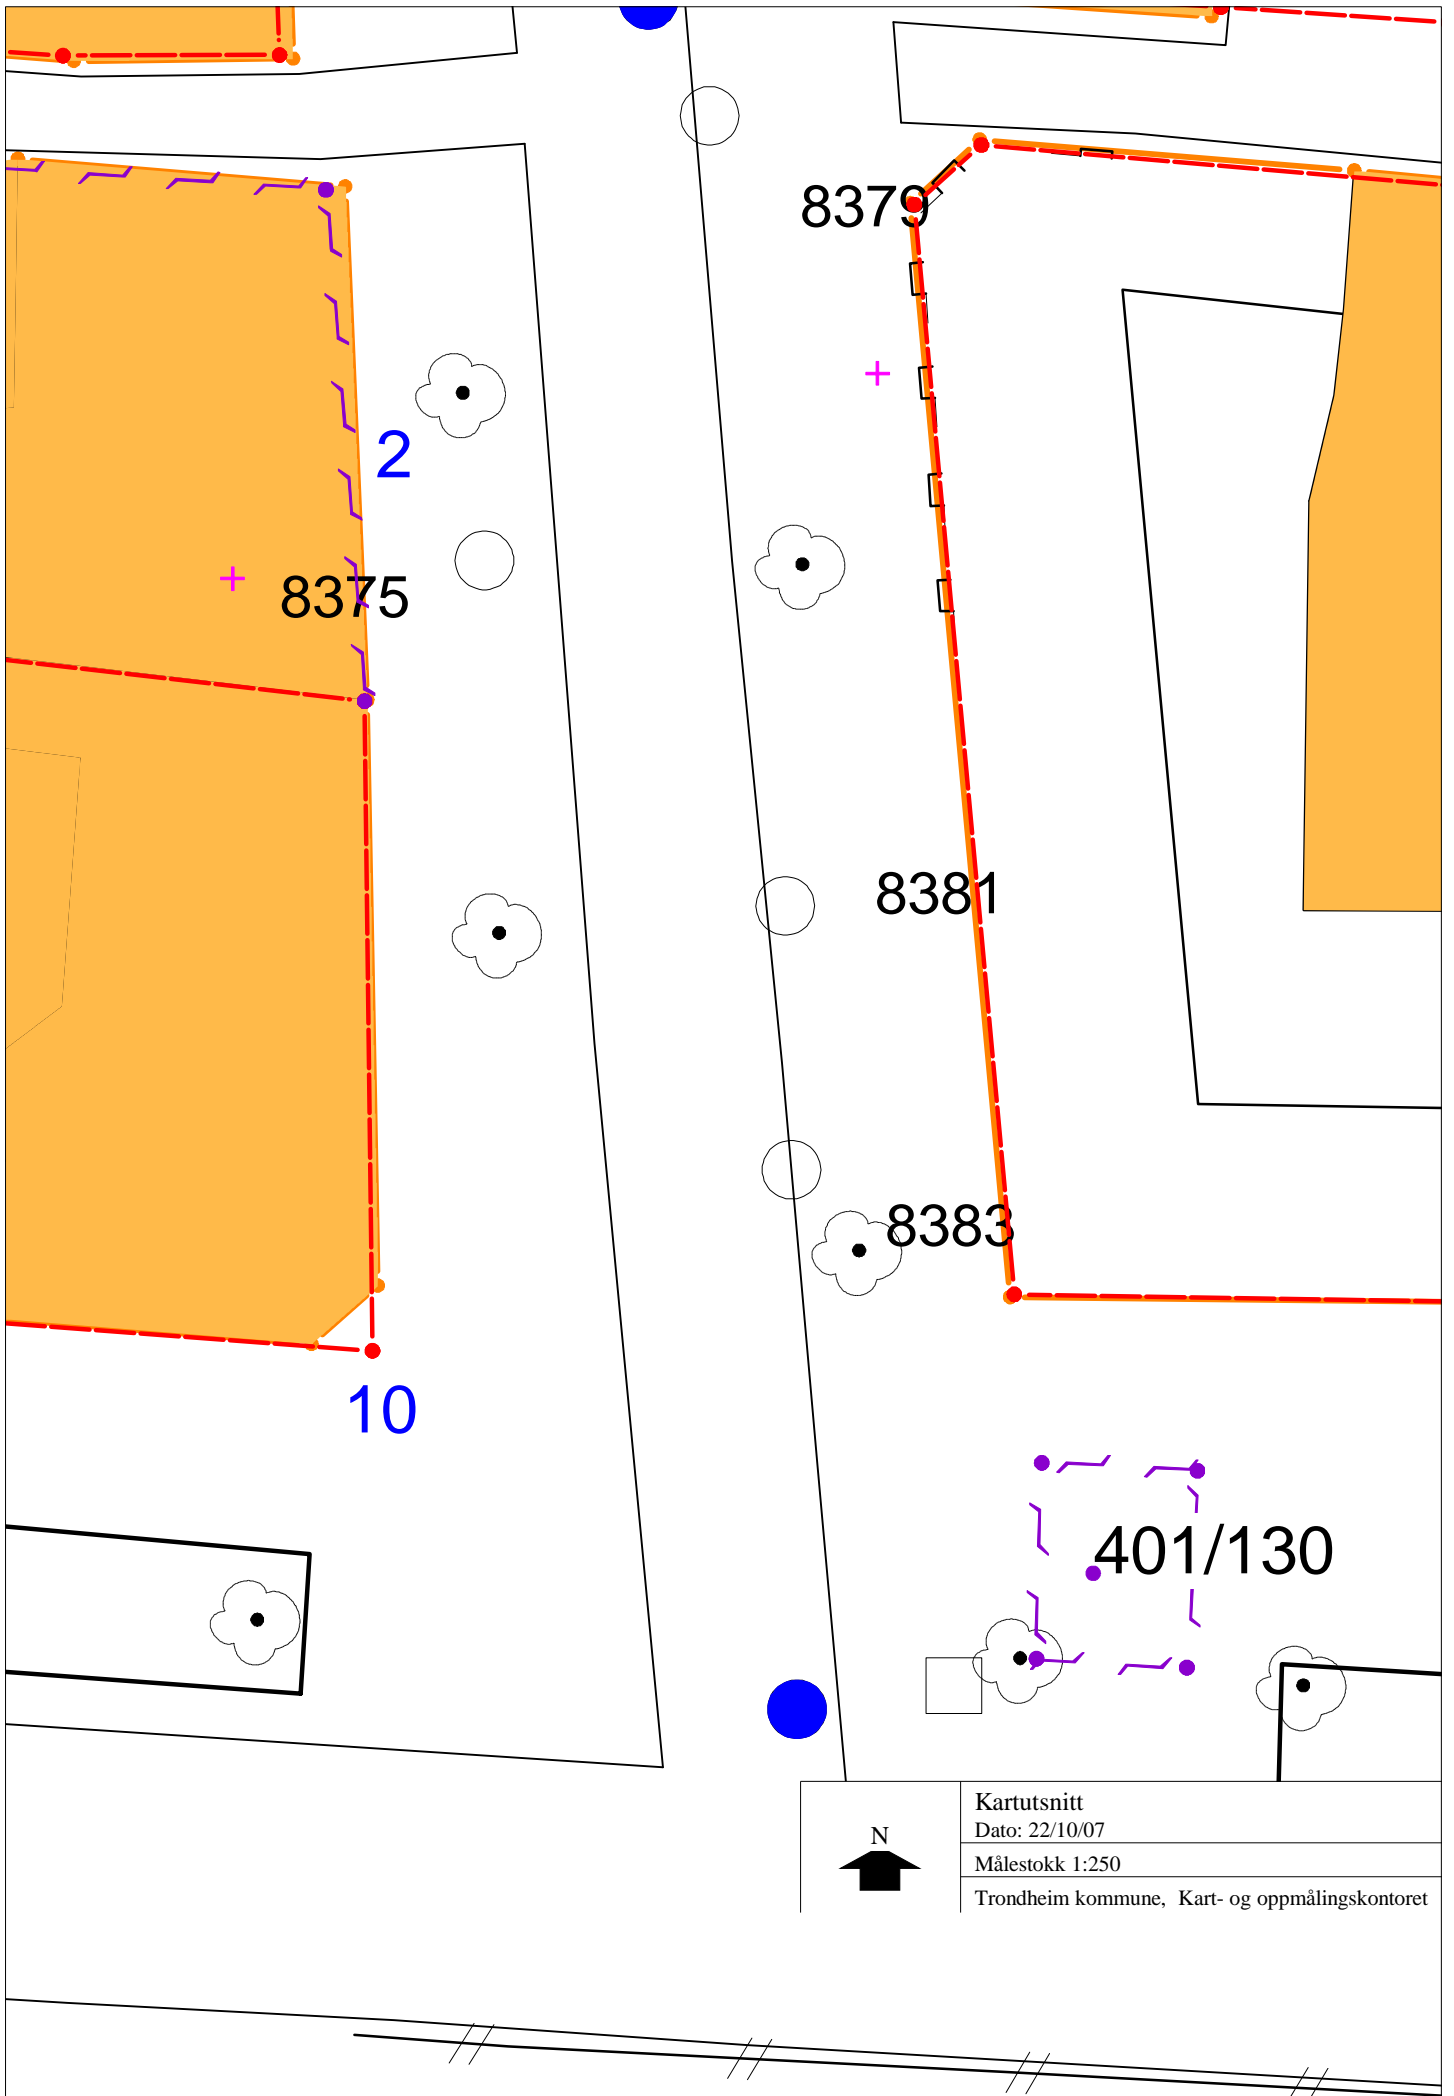 8379
2
8375
8381
8383
10
401/130
N
Kartutsnitt
Dato: 22/10/07
Målestokk 1:250
Trondheim kommune, Kart- og oppmålingskontoret